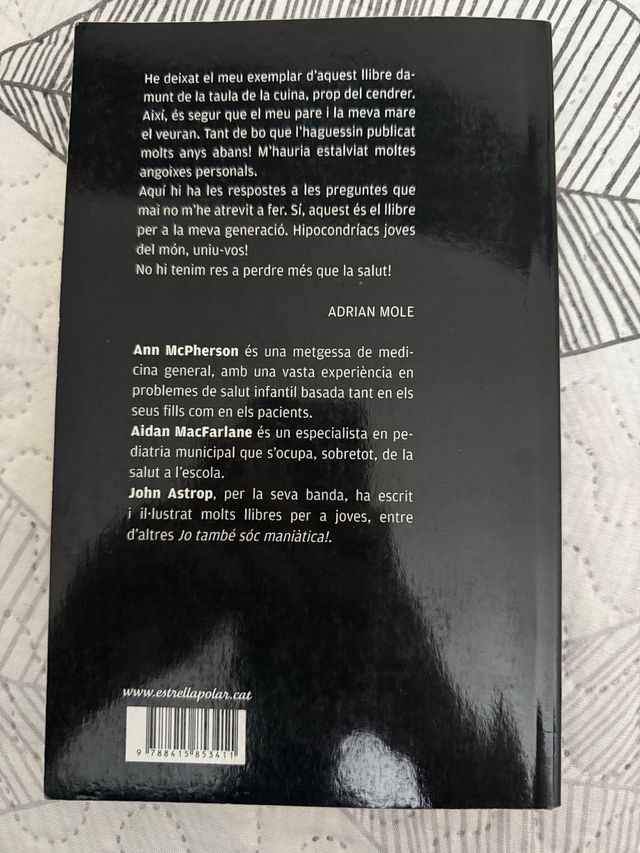 He deixat el meu exemplar d'aquest llibre da-
munt de la taula de la cuina, prop del cendrer.
Així, és segur que el meu pare i la meva mare
el veuran. Tant de bo que l'haguessin publicat
molts anys abans! M'hauria estalviat moltes
angoixes personals.
Aquí hi ha les respostes a les preguntes que
mai no m'he atrevit a fer. Sí, aquest és el llibre
per a la meva generació. Hipocondríacs joves
del món, uniu-vos!
No hi tenim res a perdre més que la salut!
ADRIAN MOLE
Ann McPherson és una metgessa de medi-
cina general, amb una vasta experiència en
problemes de salut infantil basada tant en els
seus fills com en els pacients.
Aidan MacFarlane és un especialista en pe-
diatria municipal que s'ocupa, sobretot, de la
salut a l'escola.
John Astrop, per la seva banda, ha escrit
i il·lustrat molts llibres per a joves, entre
d'altres Jo també sóc maniàtica!.
www.estrellapolar.cat
9 788415 853411